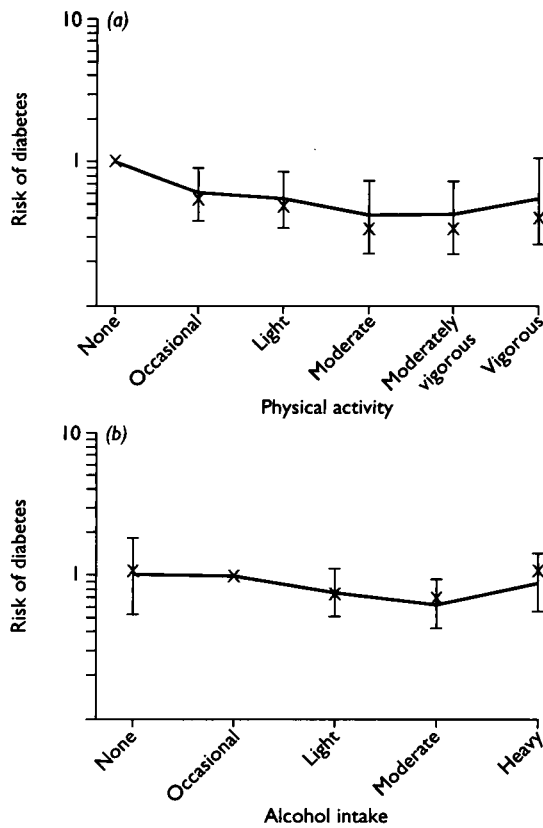 10
(a)
Risk of diabetes
1
None
Occasional
Light
Moderate
Moderately
vigorous
Vigorous
Physical activity
10
(b)
Risk of diabetes
1
None
Occasional
Light
Moderate
Heavy
Alcohol intake